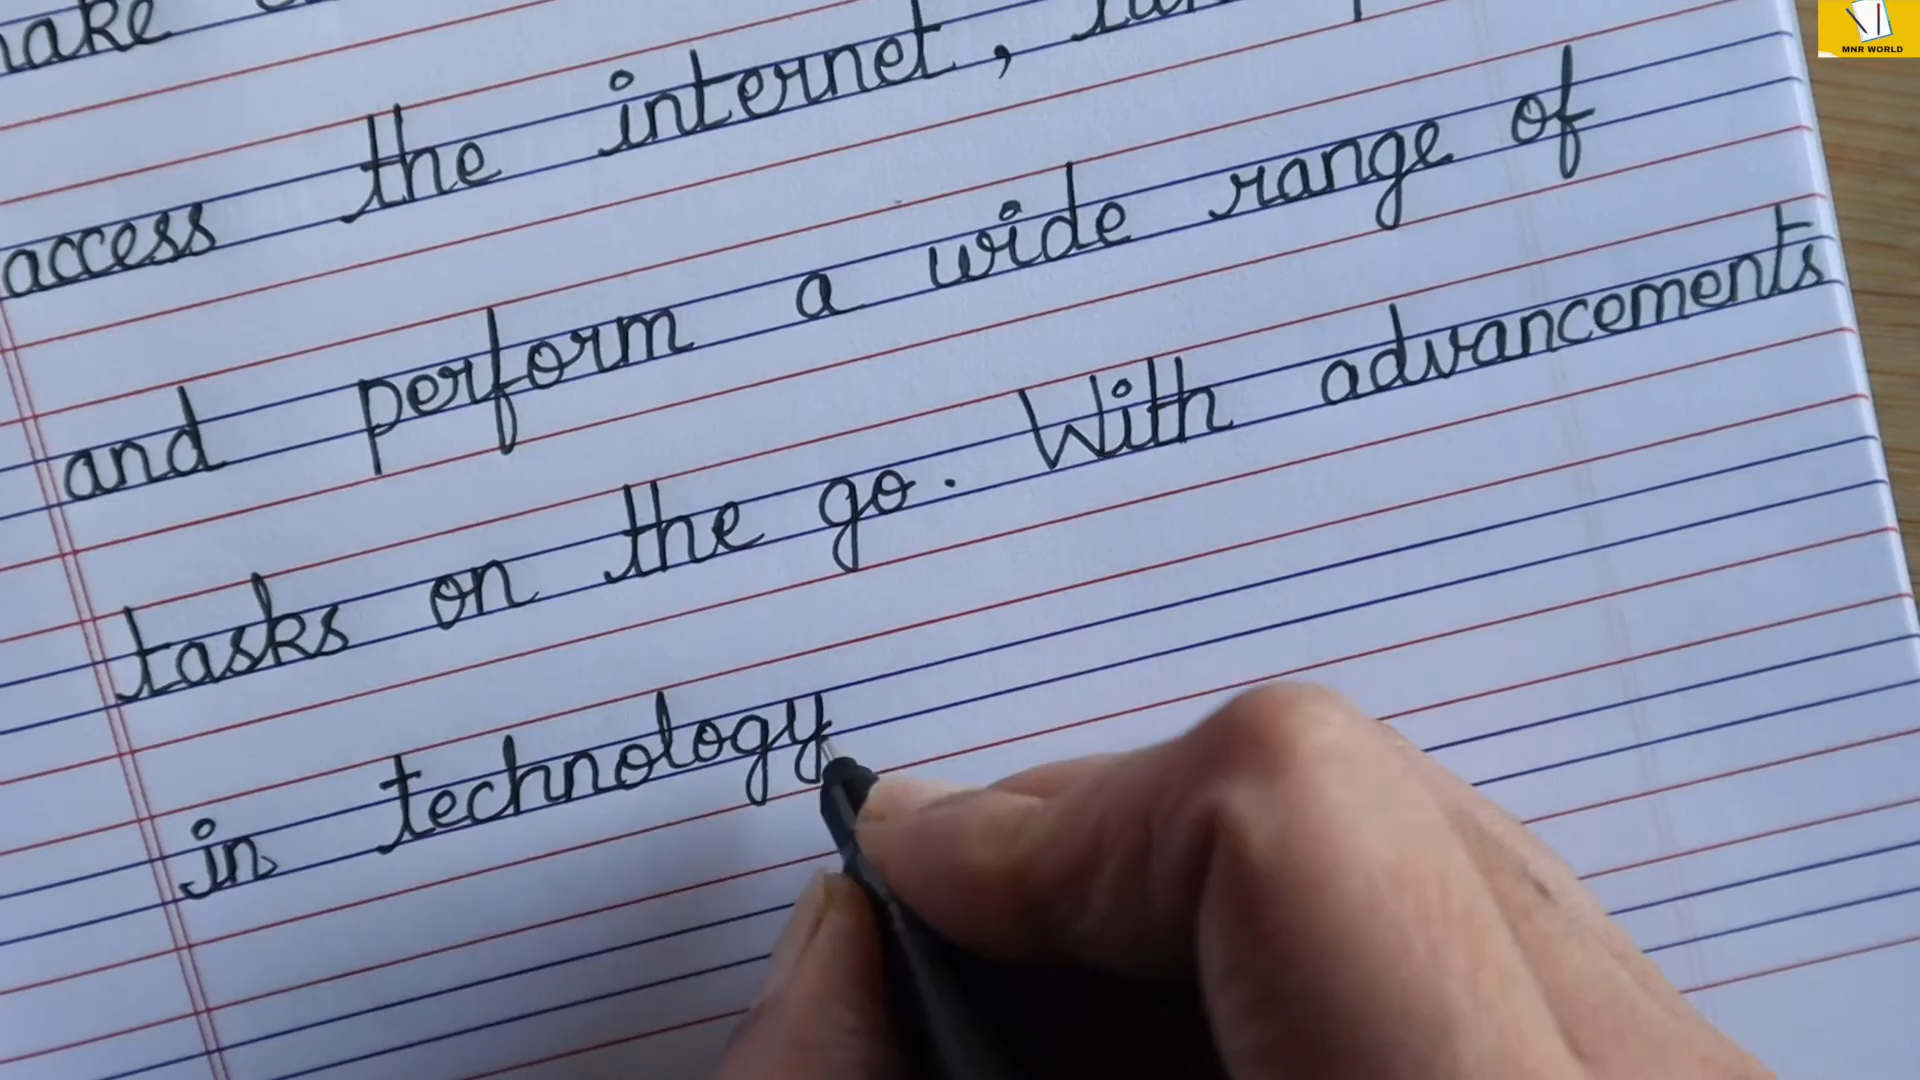 access the internet,
and perform a wide range of
tasks on the go. With advancements
in technology
MNR WORLD